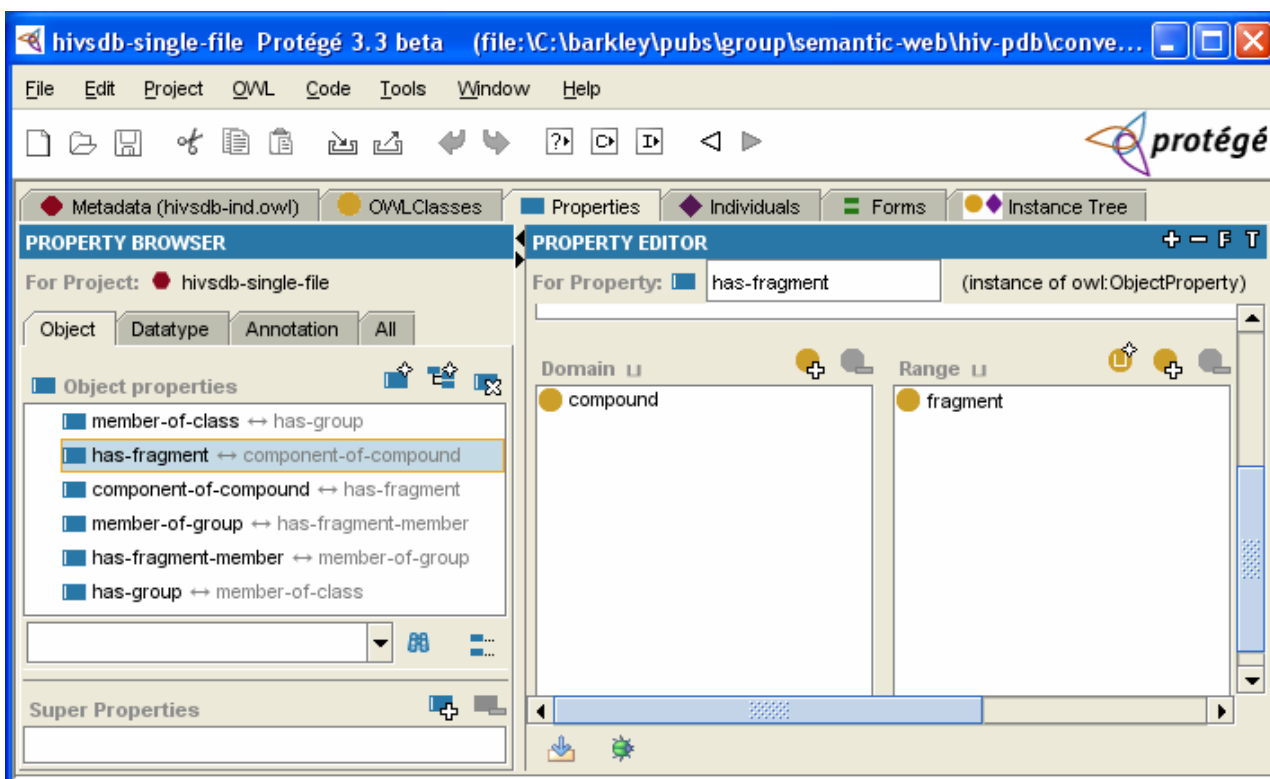 hivsdb-single-file Protégé 3.3 beta (file:\C:\barkley\pubs\group\semantic-web\hiv-pdb\conve...
File Edit Project OWL Code Tools Window Help
protégé
Metadata (hivsdb-ind.owl) OWLClasses Properties Individuals Forms Instance Tree
PROPERTY BROWSER
For Project: hivsdb-single-file
Object Datatype Annotation All
Object properties
member-of-class ↔ has-group
has-fragment ↔ component-of-compound
component-of-compound ↔ has-fragment
member-of-group ↔ has-fragment-member
has-fragment-member ↔ member-of-group
has-group ↔ member-of-class
Super Properties
PROPERTY EDITOR F T
For Property: has-fragment (instance of owl:ObjectProperty)
Domain ⊔
compound
Range ⊔
fragment